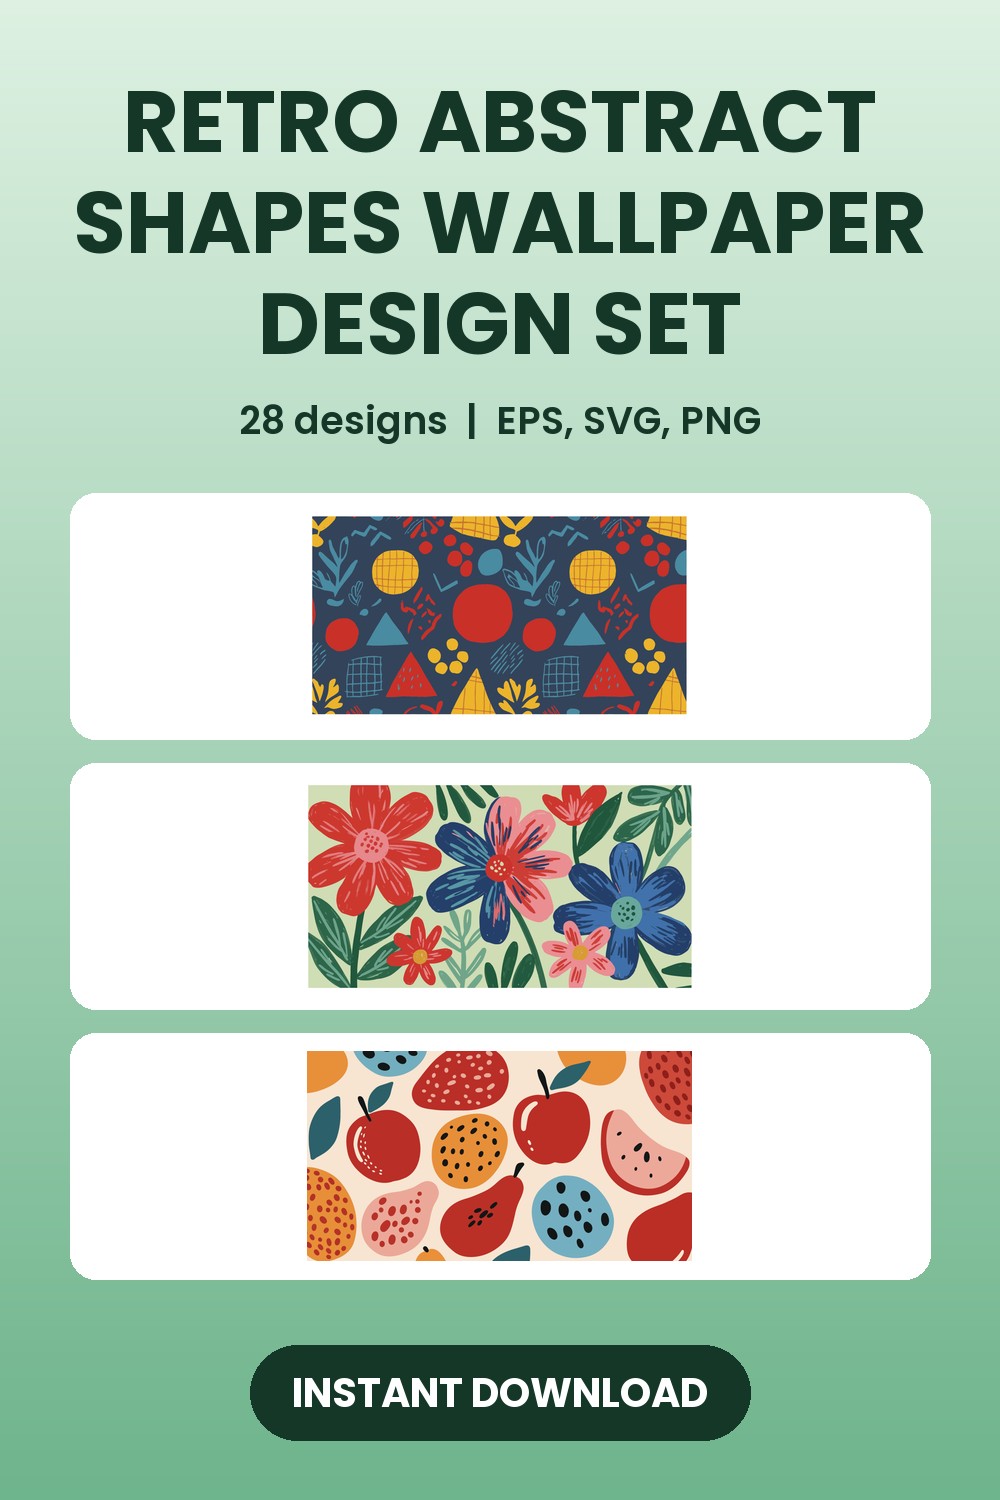 RETRO ABSTRACT
SHAPES WALLPAPER
DESIGN SET
28 designs | EPS, SVG, PNG
INSTANT DOWNLOAD